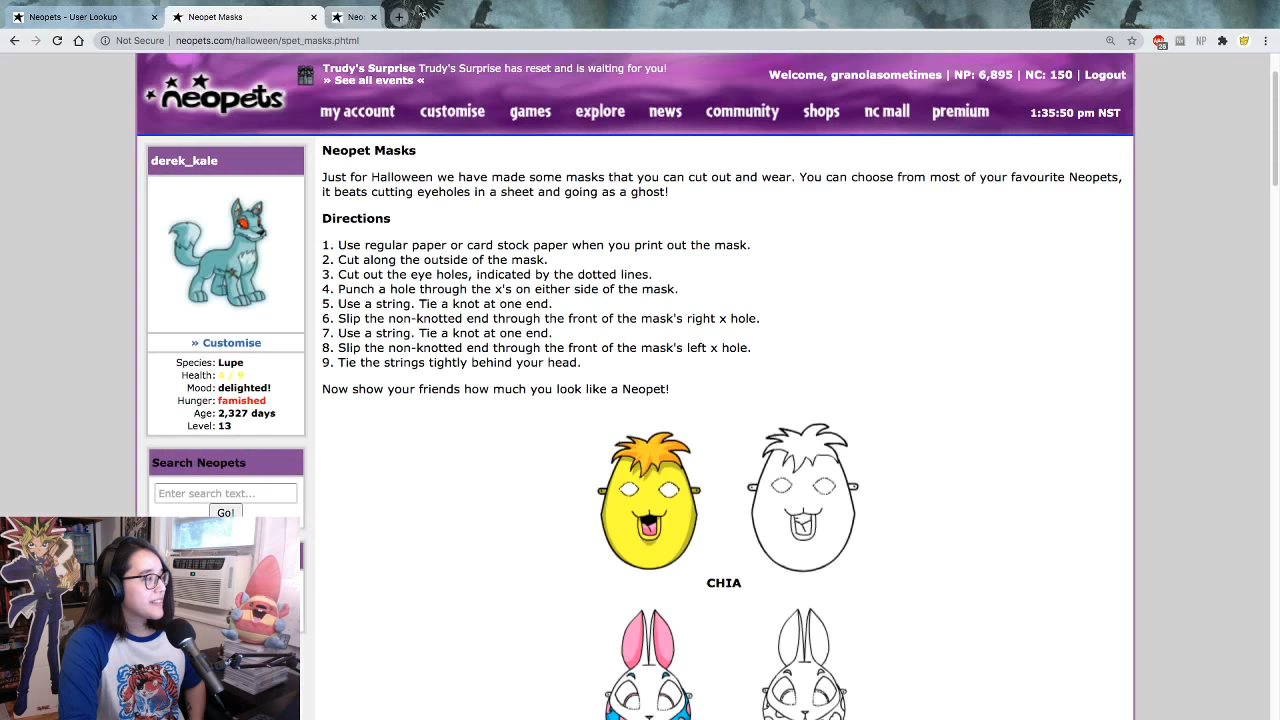 Neopets - User Lookup
Neopet Masks
Neo
Not Secure | neopets.com/halloween/spet_masks.phtml
26
NP
neopets
Trudy's Surprise Trudy's Surprise has reset and is waiting for you!
» See all events «
Welcome, granolasometimes | NP: 6,895 | NC: 150 | Logout
my account customise games explore news community shops nc mall premium
1:35:50 pm NST
derek_kale
» Customise
Species: Lupe
Health:
Mood: delighted!
Hunger: famished
Age: 2,327 days
Level: 13
Search Neopets
Enter search text...
Go!
Neopet Masks
Just for Halloween we have made some masks that you can cut out and wear. You can choose from most of your favourite Neopets,
it beats cutting eyeholes in a sheet and going as a ghost!
Directions
1. Use regular paper or card stock paper when you print out the mask.
2. Cut along the outside of the mask.
3. Cut out the eye holes, indicated by the dotted lines.
4. Punch a hole through the x's on either side of the mask.
5. Use a string. Tie a knot at one end.
6. Slip the non-knotted end through the front of the mask's right x hole.
7. Use a string. Tie a knot at one end.
8. Slip the non-knotted end through the front of the mask's left x hole.
9. Tie the strings tightly behind your head.
Now show your friends how much you look like a Neopet!
CHIA